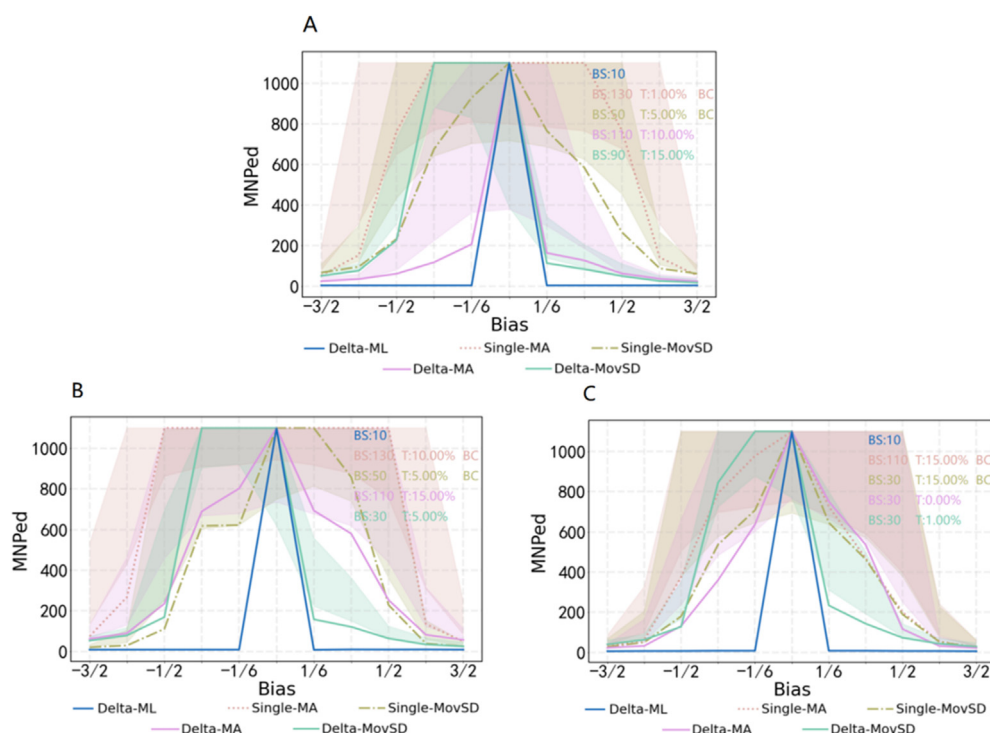 A
1000
800
600
400
200
0
MNPed
BS:10
BS:130 T:1.00% BC
BS:50 T:5.00% BC
BS:110 T:10.00%
BS:90 T:15.00%
−3/2 −1/2 −1/6 1/6 1/2 3/2
Bias
Delta-ML Single-MA Single-MovSD
Delta-MA Delta-MovSD
B
1000
800
600
400
200
0
MNPed
BS:10
BS:130 T:10.00% BC
BS:50 T:5.00% BC
BS:110 T:15.00%
BS:30 T:5.00%
−3/2 −1/2 −1/6 1/6 1/2 3/2
Bias
Delta-ML Single-MA Single-MovSD
Delta-MA Delta-MovSD
C
1000
800
600
400
200
0
MNPed
BS:10
BS:110 T:15.00% BC
BS:30 T:15.00% BC
BS:30 T:0.00%
BS:30 T:1.00%
−3/2 −1/2 −1/6 1/6 1/2 3/2
Bias
Delta-ML Single-MA Single-MovSD
Delta-MA Delta-MovSD